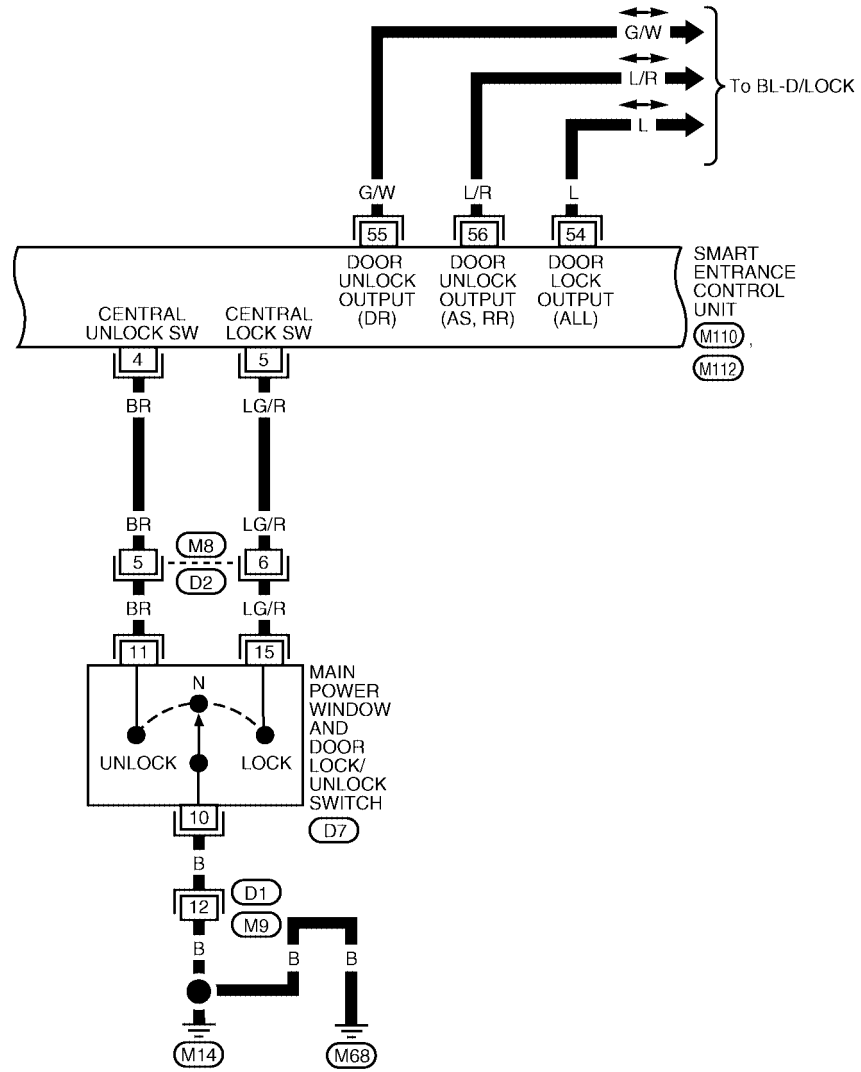 G/W
L/R
To BL-D/LOCK
L
G/W
L/R
L
55
56
54
DOOR
UNLOCK
OUTPUT
(DR)
DOOR
UNLOCK
OUTPUT
(AS, RR)
DOOR
LOCK
OUTPUT
(ALL)
SMART
ENTRANCE
CONTROL
UNIT
M110 ,
M112
CENTRAL
UNLOCK SW
CENTRAL
LOCK SW
4
5
BR
LG/R
BR
LG/R
5
M8
D2
6
BR
LG/R
11
15
N
UNLOCK
LOCK
MAIN
POWER
WINDOW
AND
DOOR
LOCK/
UNLOCK
SWITCH
D7
10
B
12
D1
M9
B
B
B
M14
M68